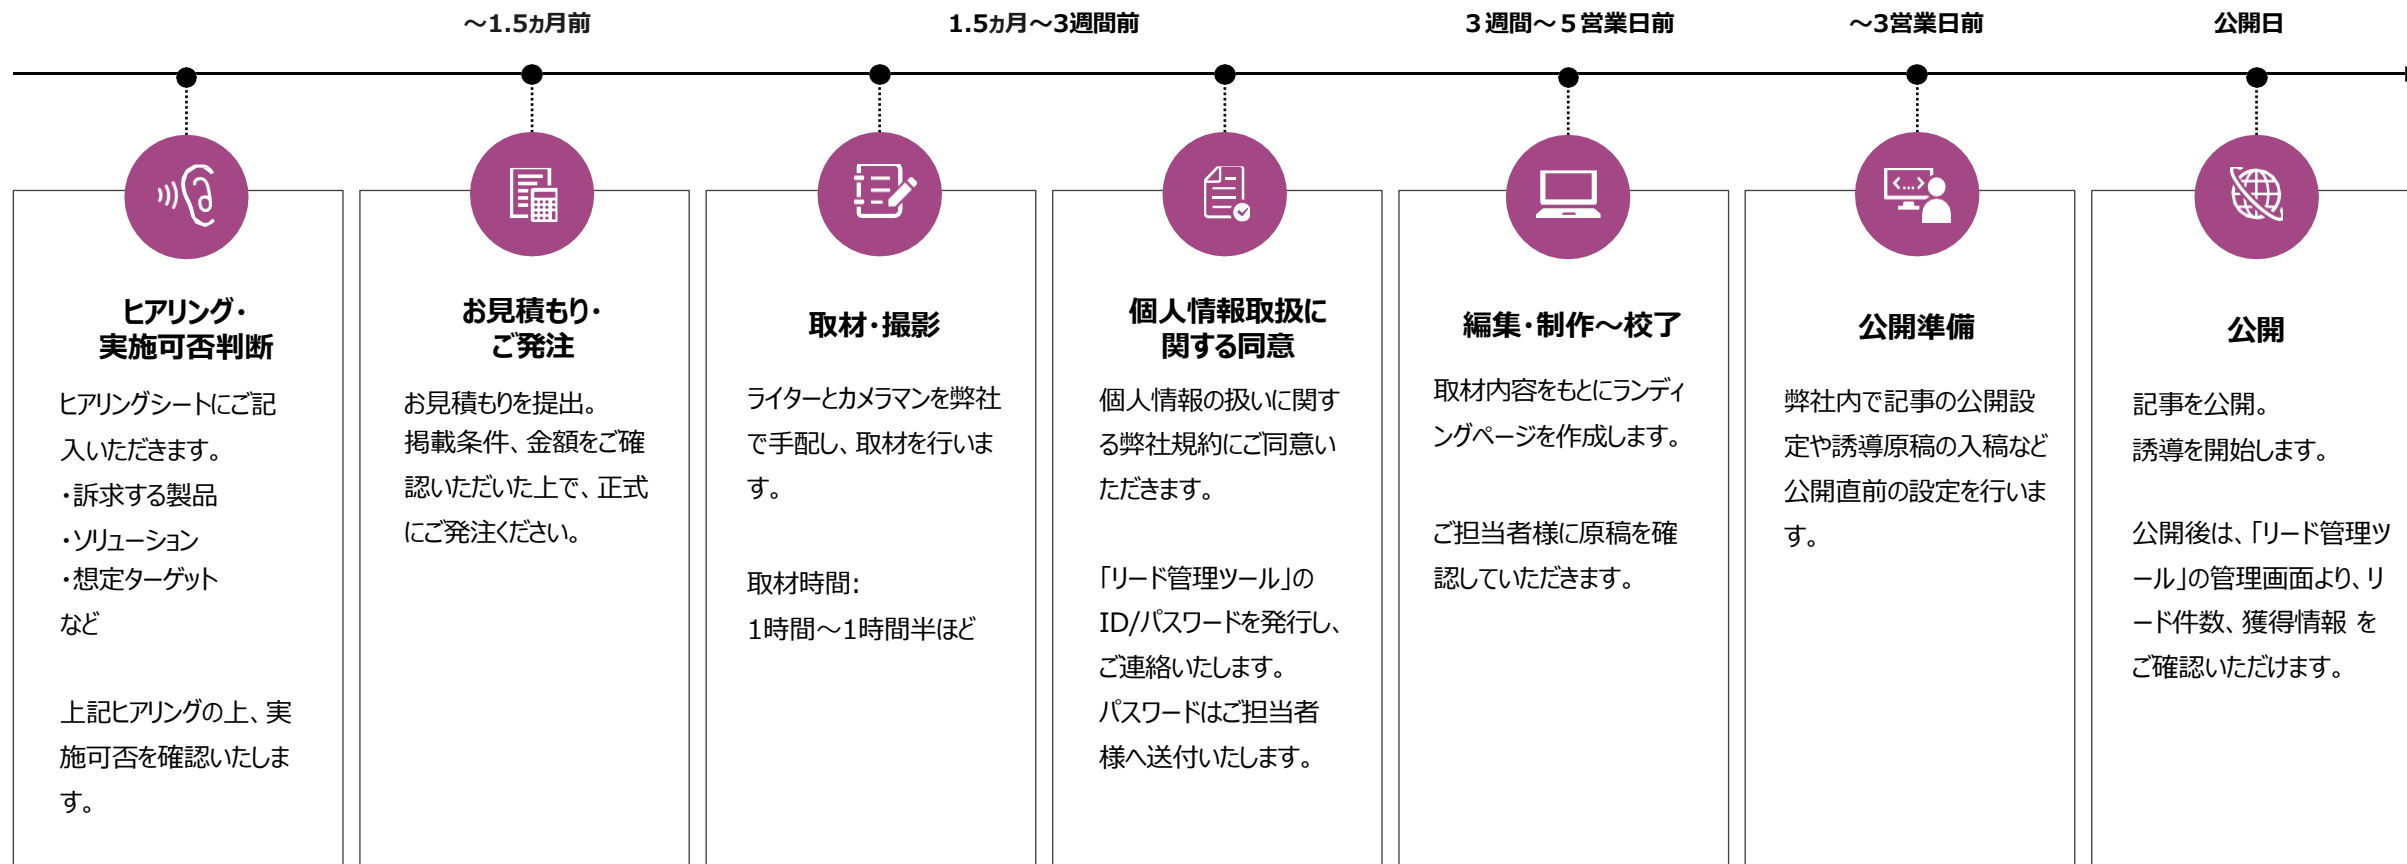 ～1.5ヵ月前
1.5ヵ月～3週間前
３週間～５営業日前
～3営業日前
公開日
ヒアリング・
実施可否判断
ヒアリングシートにご記
入いただきます。
・訴求する製品
・ソリューション
・想定ターゲット
など
上記ヒアリングの上、実
施可否を確認いたしま
す。
お見積もり・
ご発注
お見積もりを提出。
掲載条件、金額をご確
認いただいた上で、正式
にご発注ください。
取材・撮影
ライターとカメラマンを弊社
で手配し、取材を行いま
す。
取材時間:
1時間～1時間半ほど
個人情報取扱に
関する同意
個人情報の扱いに関す
る弊社規約にご同意い
ただきます。
「リード管理ツール」の
ID/パスワードを発行し、
ご連絡いたします。
パスワードはご担当者
様へ送付いたします。
編集・制作～校了
取材内容をもとにランディ
ングページを作成します。
ご担当者様に原稿を確
認していただきます。
公開準備
弊社内で記事の公開設
定や誘導原稿の入稿など
公開直前の設定を行いま
す。
公開
記事を公開。
誘導を開始します。
公開後は、「リード管理ツ
ール」の管理画面より、リ
ード件数、獲得情報 を
ご確認いただけます。